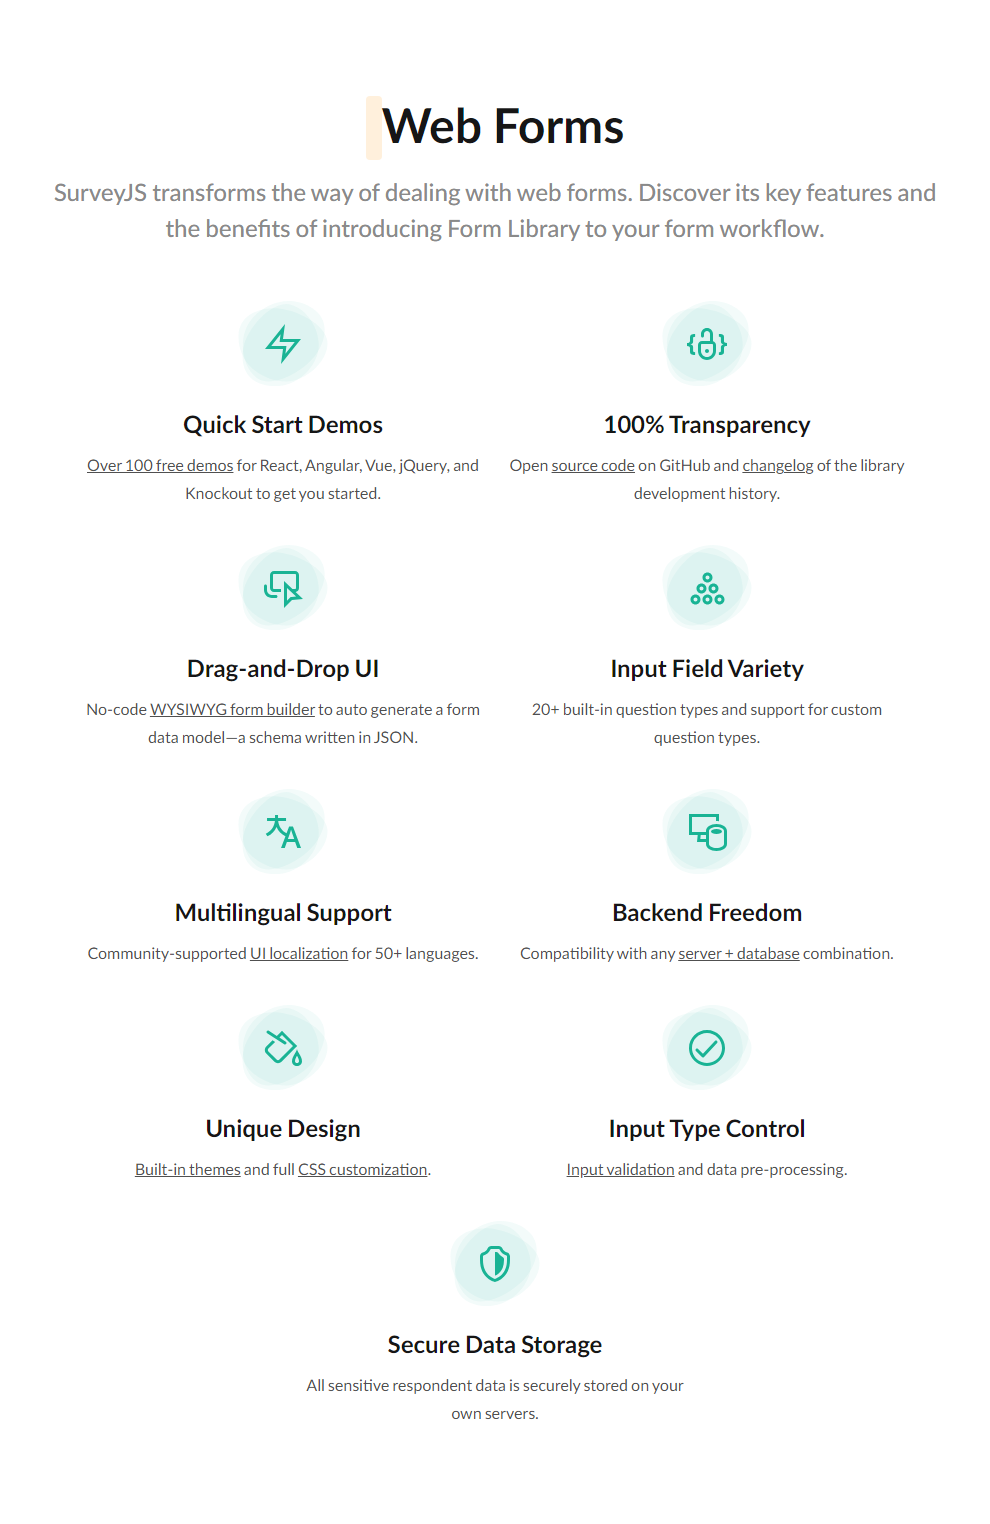 Web Forms
SurveyJS transforms the way of dealing with web forms. Discover its key features and
the benefits of introducing Form Library to your form workflow.
Quick Start Demos
Over 100 free demos for React, Angular, Vue, jQuery, and
Knockout to get you started.
100% Transparency
Open source code on GitHub and changelog of the library
development history.
Drag-and-Drop UI
No-code WYSIWYG form builder to auto generate a form
data model—a schema written in JSON.
Input Field Variety
20+ built-in question types and support for custom
question types.
Multilingual Support
Community-supported UI localization for 50+ languages.
Backend Freedom
Compatibility with any server + database combination.
Unique Design
Built-in themes and full CSS customization.
Input Type Control
Input validation and data pre-processing.
Secure Data Storage
All sensitive respondent data is securely stored on your
own servers.